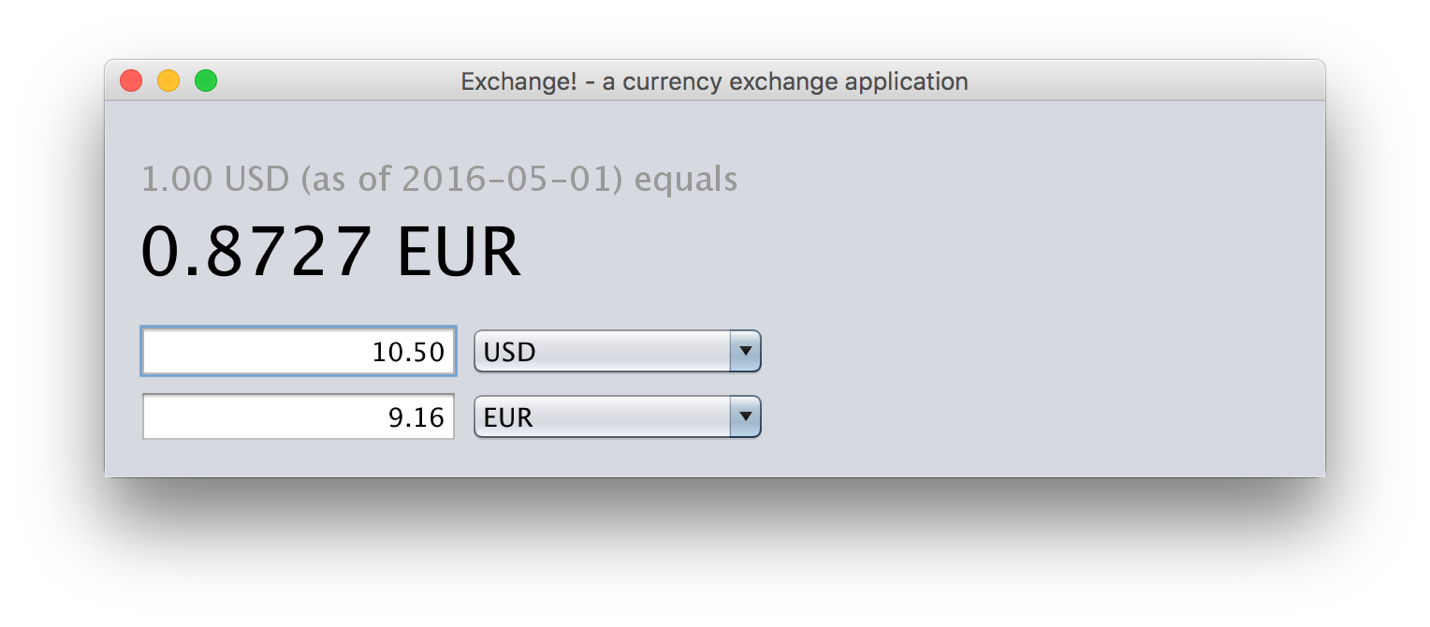 Exchange! - a currency exchange application
1.00 USD (as of 2016-05-01) equals
0.8727 EUR
10.50 USD
9.16 EUR